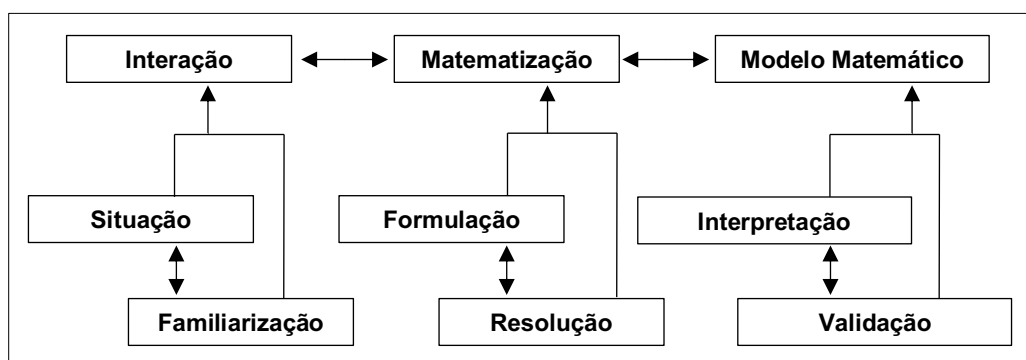 Interação
Matematização
Modelo Matemático
Situação
Formulação
Interpretação
Familiarização
Resolução
Validação